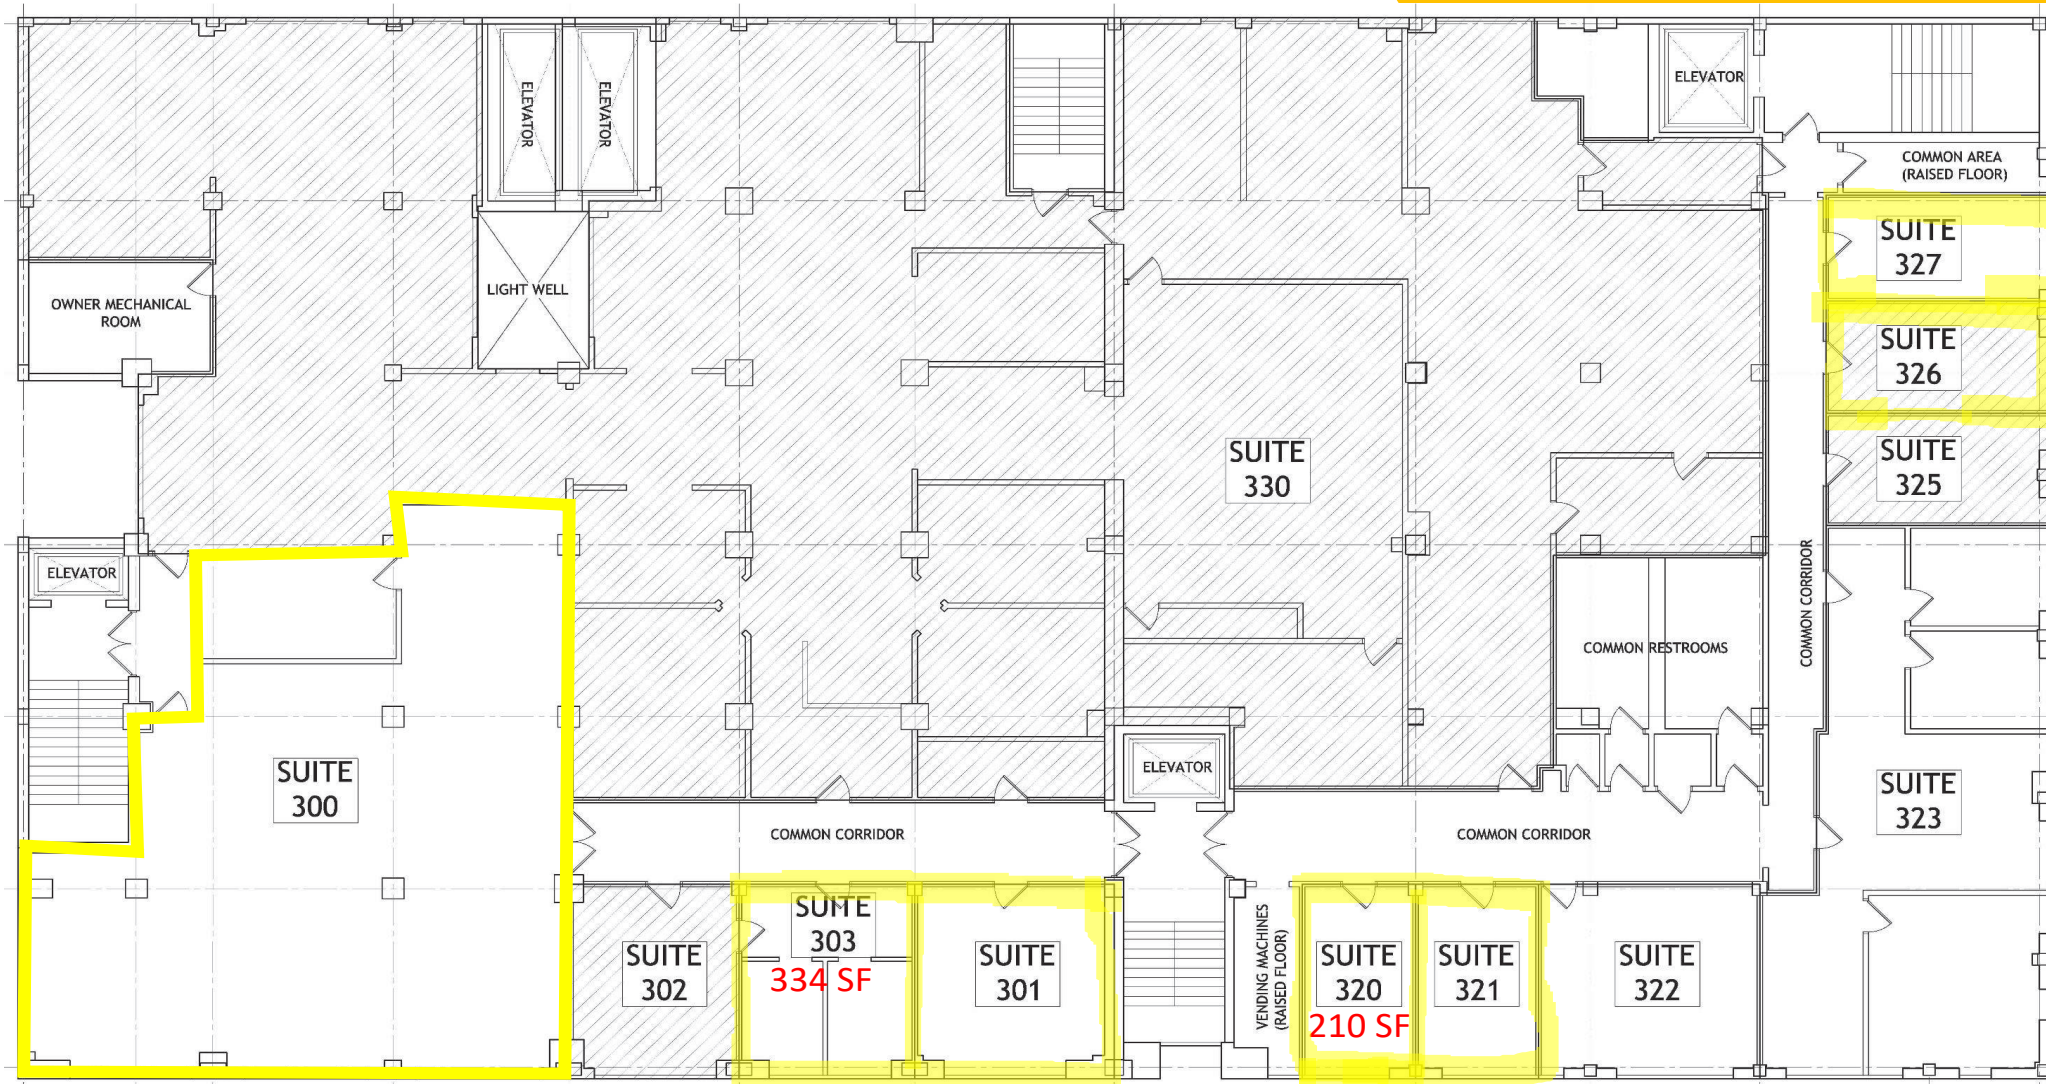 ELEVATOR
ELEVATOR
ELEVATOR
COMMON AREA
(RAISED FLOOR)
SUITE
327
OWNER MECHANICAL
ROOM
LIGHT WELL
SUITE
326
SUITE
330
SUITE
325
ELEVATOR
COMMON CORRIDOR
COMMON RESTROOMS
SUITE
300
ELEVATOR
SUITE
323
COMMON CORRIDOR
COMMON CORRIDOR
SUITE
302
SUITE
303
334 SF
SUITE
301
VENDING MACHINES
(RAISED FLOOR)
SUITE
320
210 SF
SUITE
321
SUITE
322